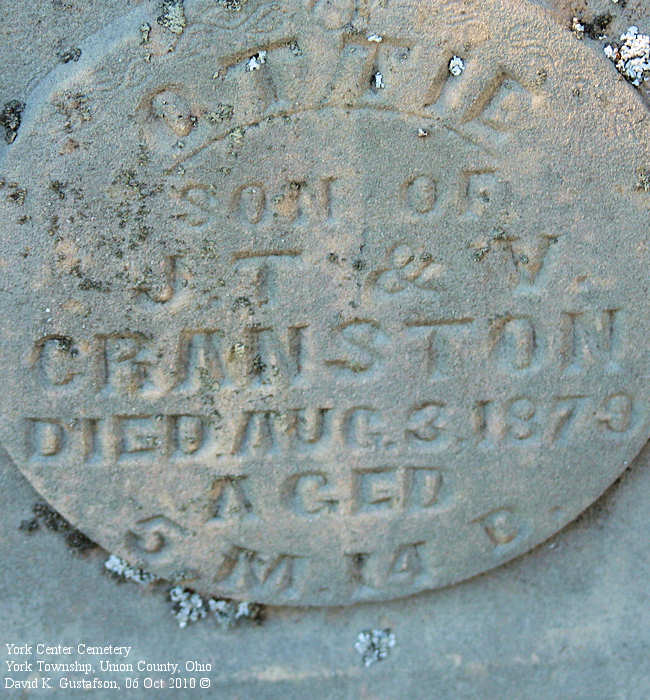 OTTIE
SON OF
J.T & V.
CRANSTON
DIED AUG. 3. 1879
AGED
M. 14 D.
York Center Cemetery
York Township, Union County, Ohio
David K. Gustafson, 06 Oct 2010 ©